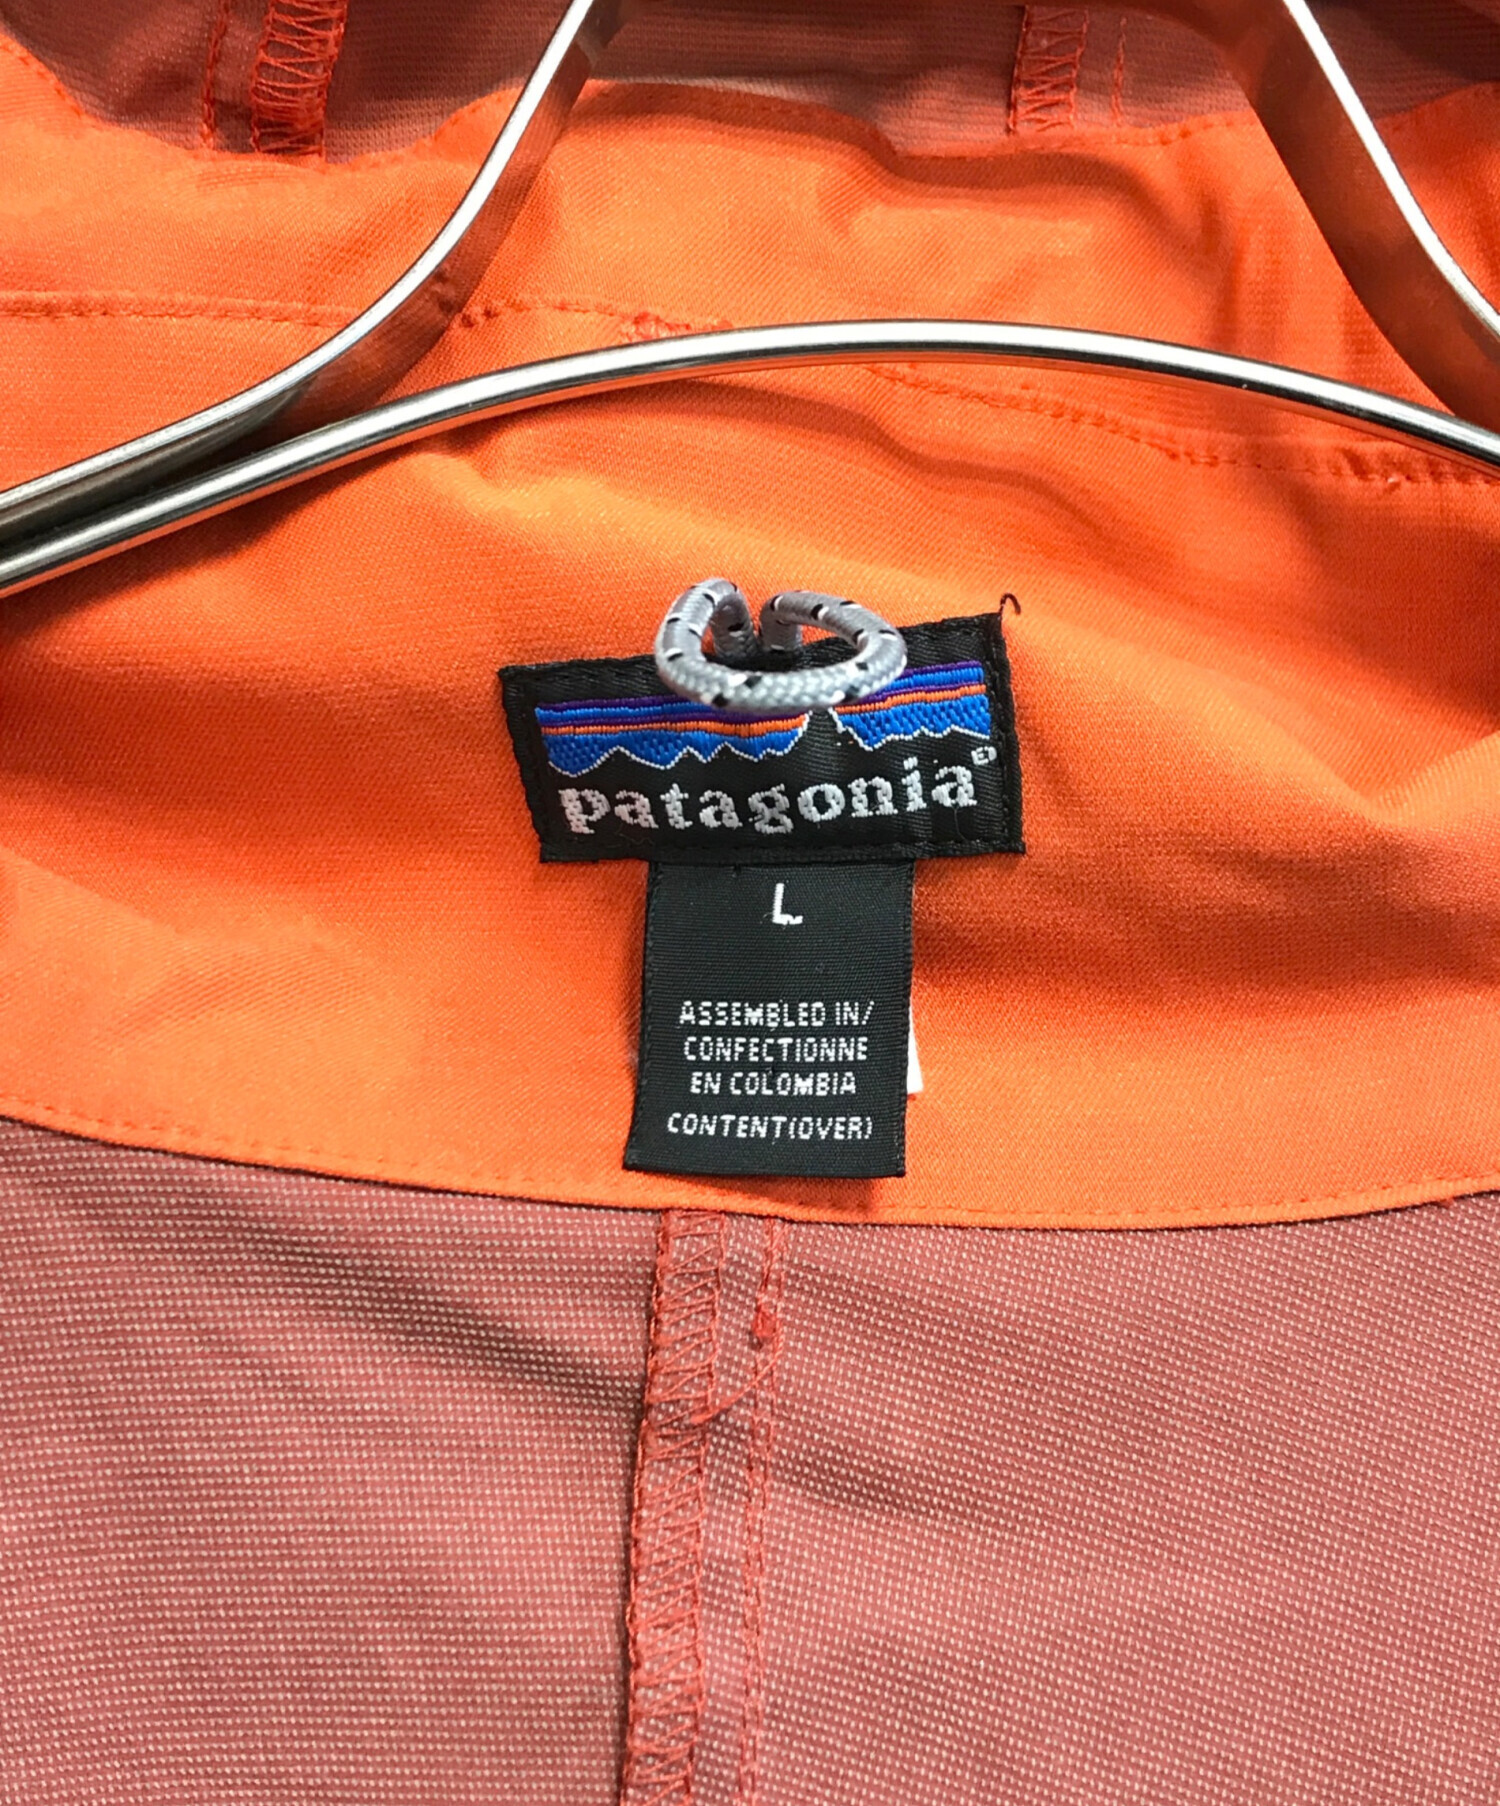 patagonia®
L
ASSEMBLED IN/
CONFECTIONNE
EN COLOMBIA
CONTENT(OVER)